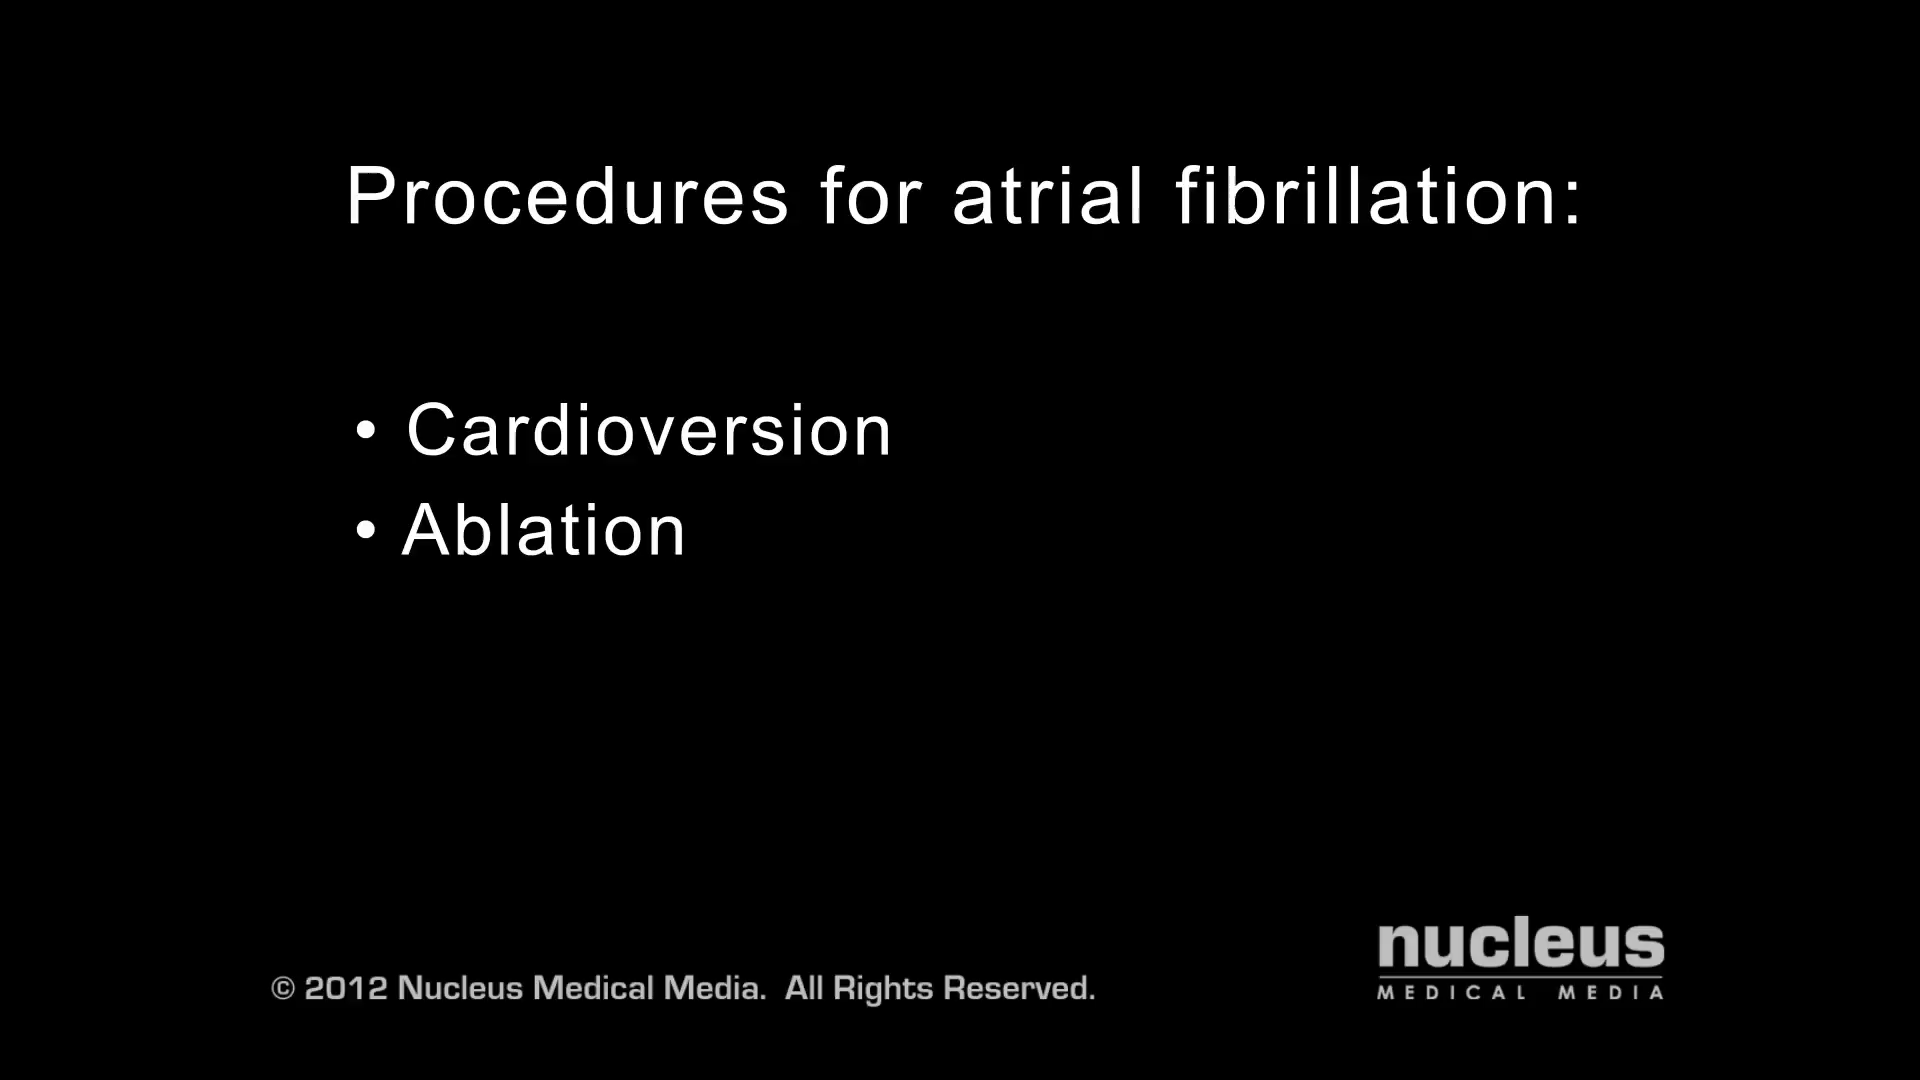 Procedures for atrial fibrillation:
• Cardioversion
• Ablation
nucleus
MEDICAL MEDIA
© 2012 Nucleus Medical Media. All Rights Reserved.